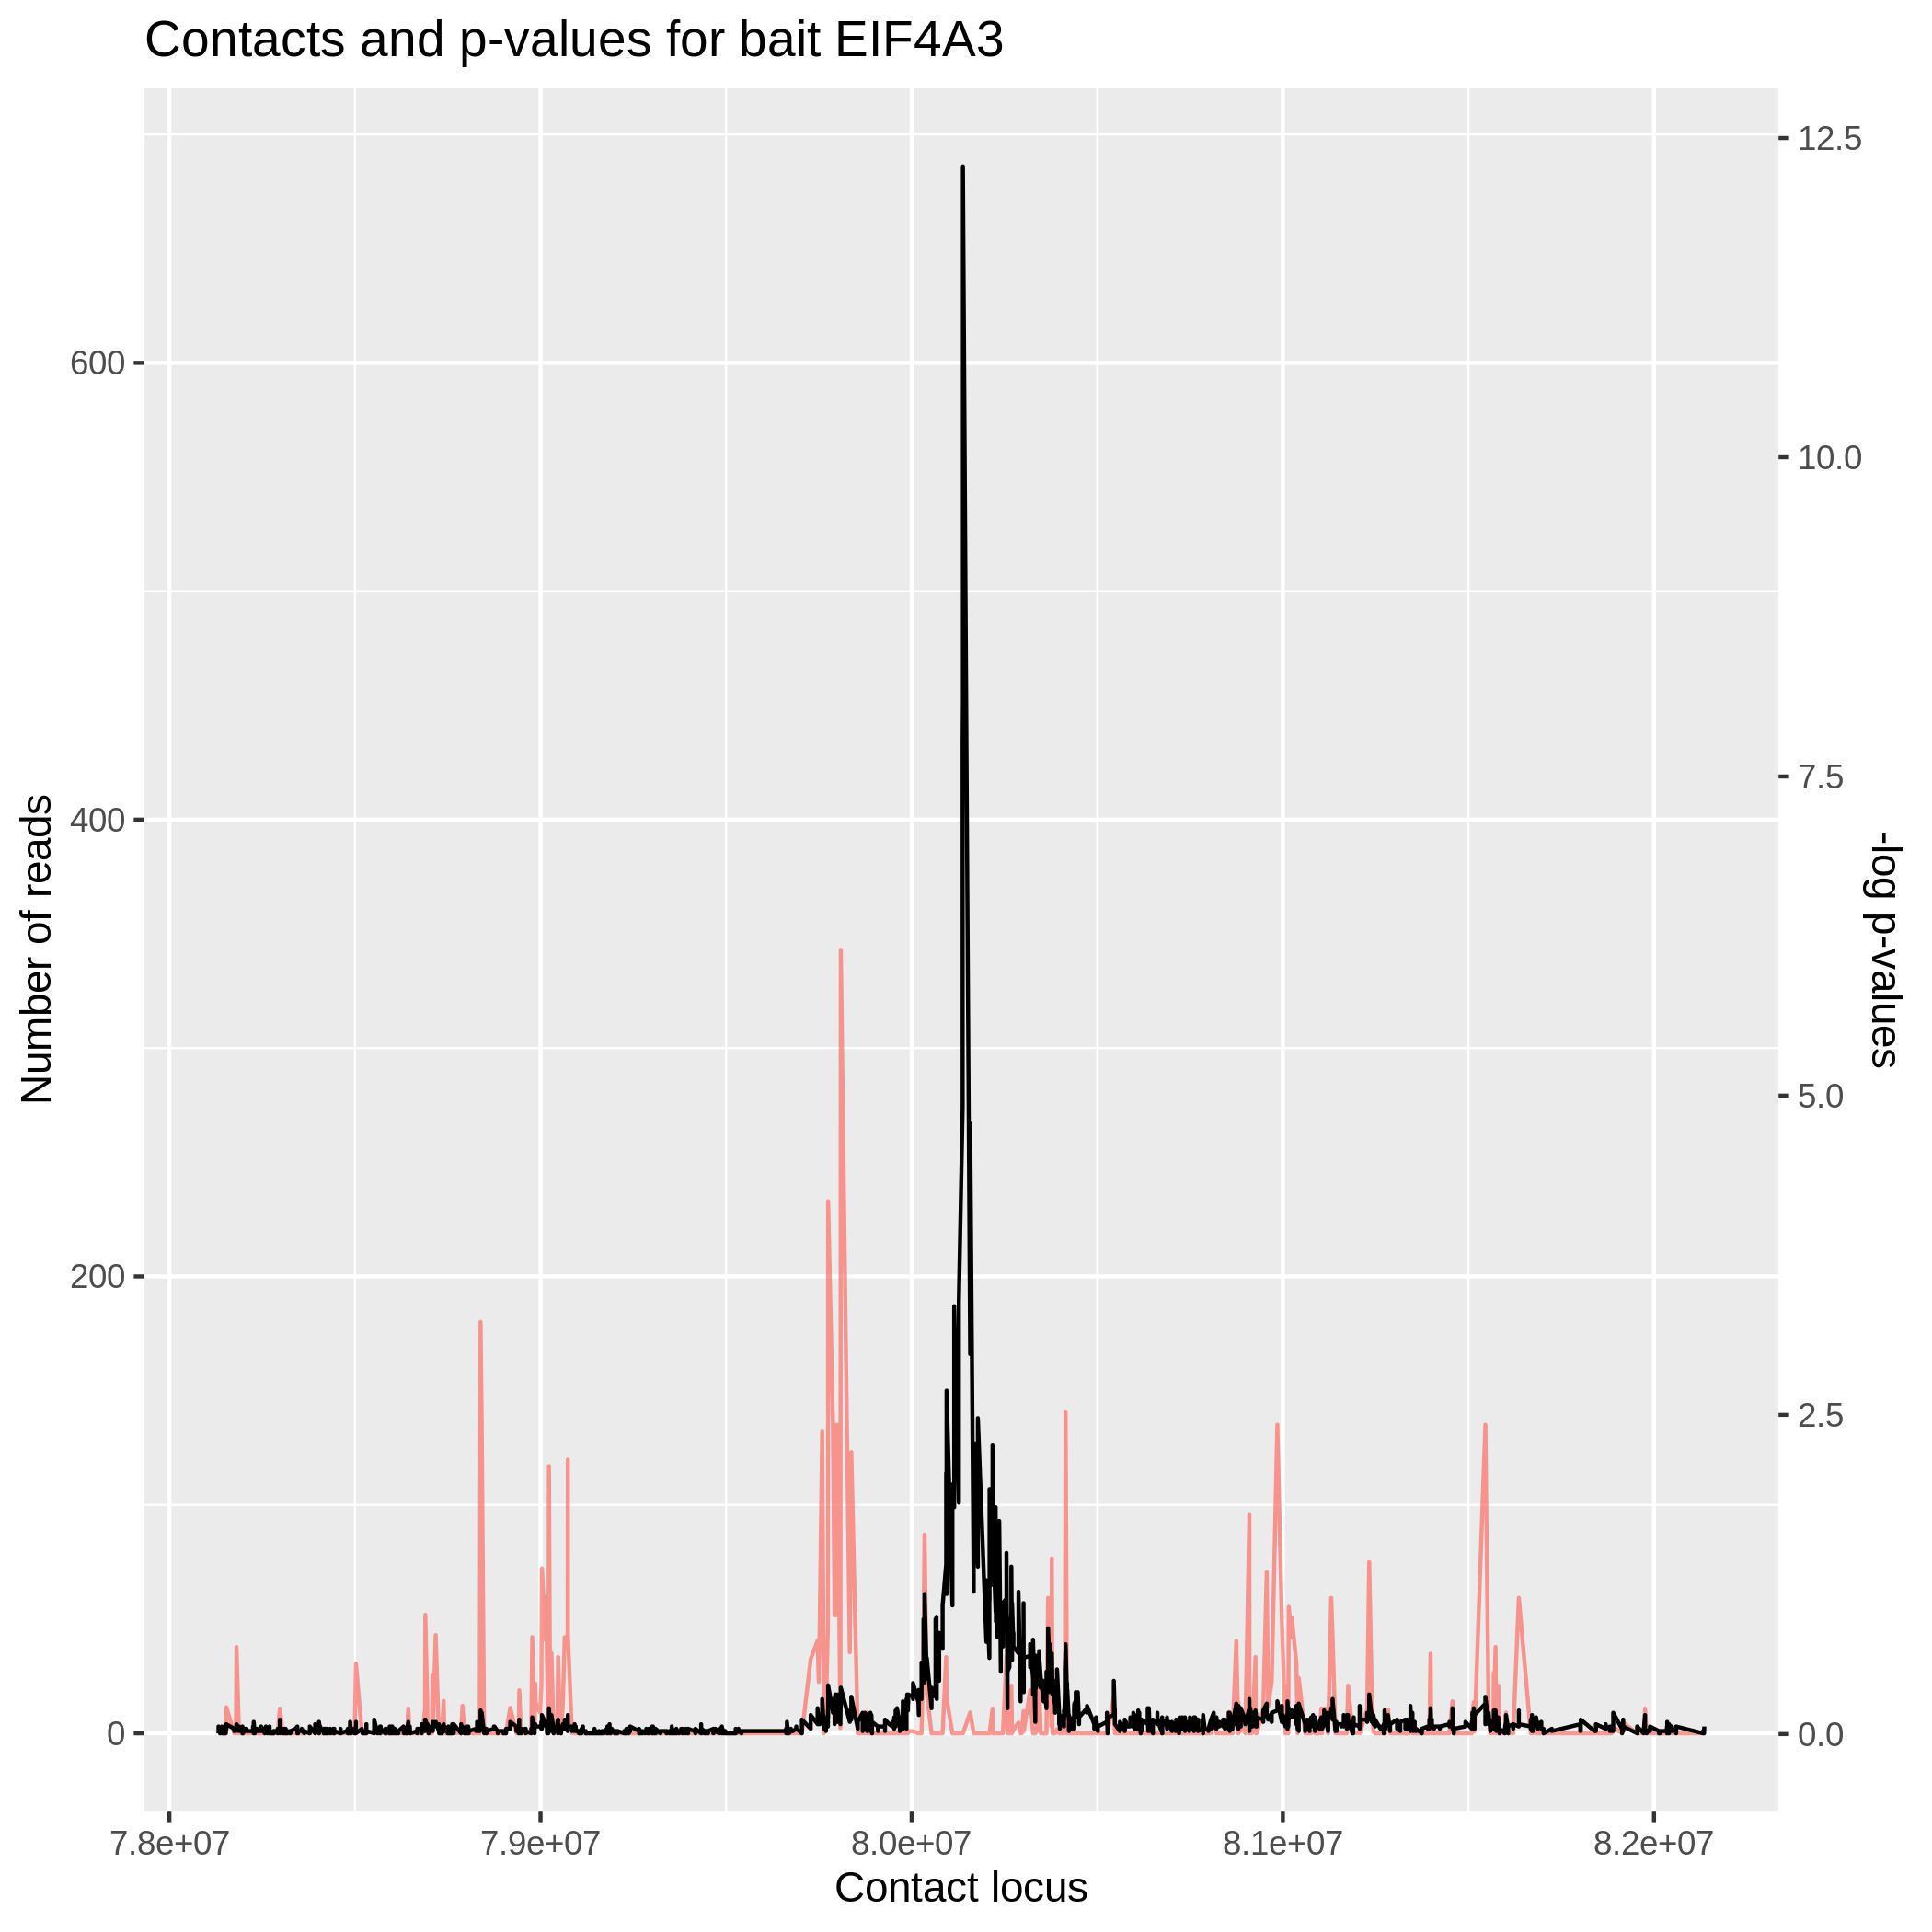 Contacts and p-values for bait EIF4A3
12.5
600
10.0
7.5
400
Number of reads
-log p-values
5.0
200
2.5
0
0.0
7.8e+07
7.9e+07
8.0e+07
8.1e+07
8.2e+07
Contact locus